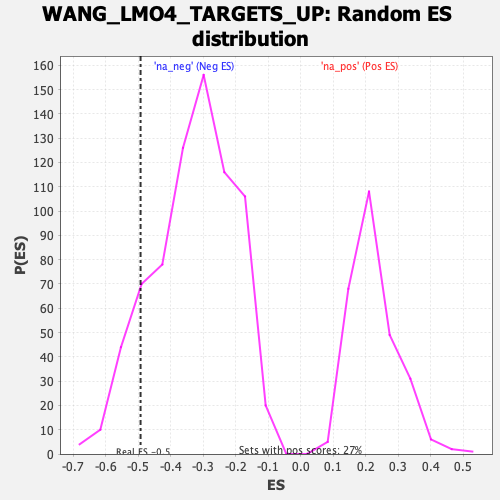 WANG_LMO4_TARGETS_UP: Random ES
distribution
'na_neg' (Neg ES)
'na_pos' (Pos ES)
160
150
140
130
120
110
100
90
80
70
60
50
40
30
20
10
0
P(ES)
Real ES -0.5
Sets with pos scores: 27%
-0.7 -0.6 -0.5 -0.4 -0.3 -0.2 -0.1 0.0 0.1 0.2 0.3 0.4 0.5
ES